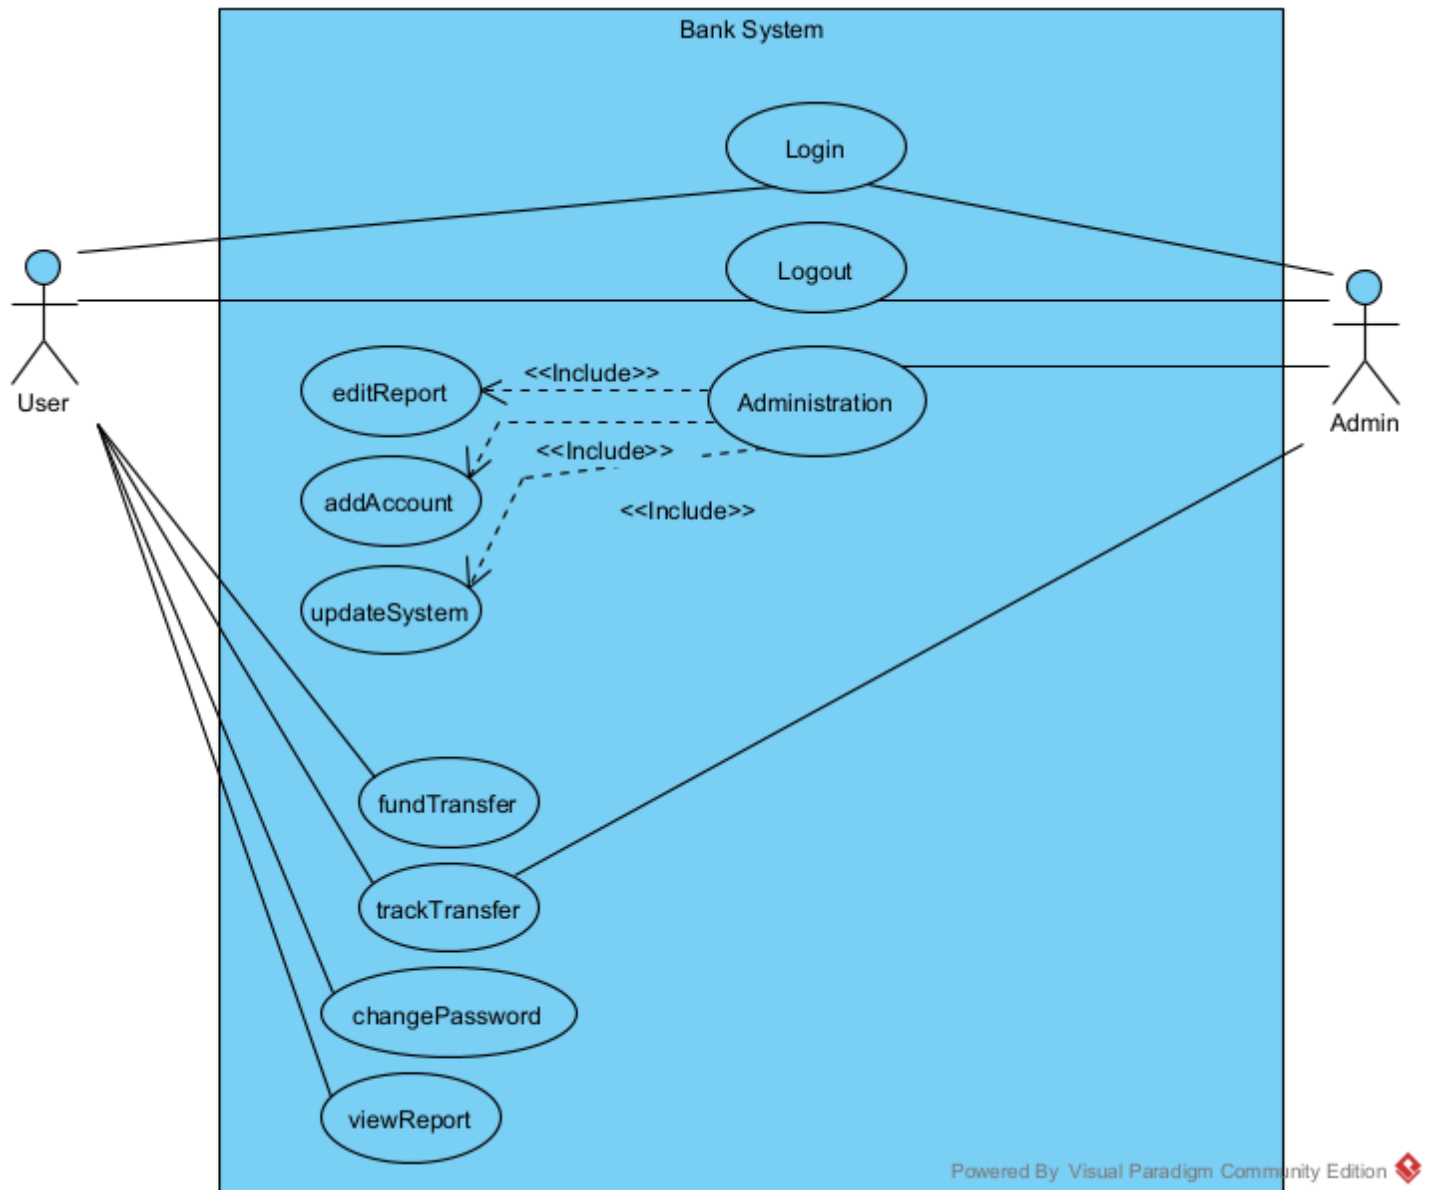 Bank System
Login
Logout
User
Admin
editReport
<<Include>>
Administration
<<Include>>
addAccount
<<Include>>
updateSystem
fundTransfer
trackTransfer
changePassword
viewReport
Powered By Visual Paradigm Community Edition